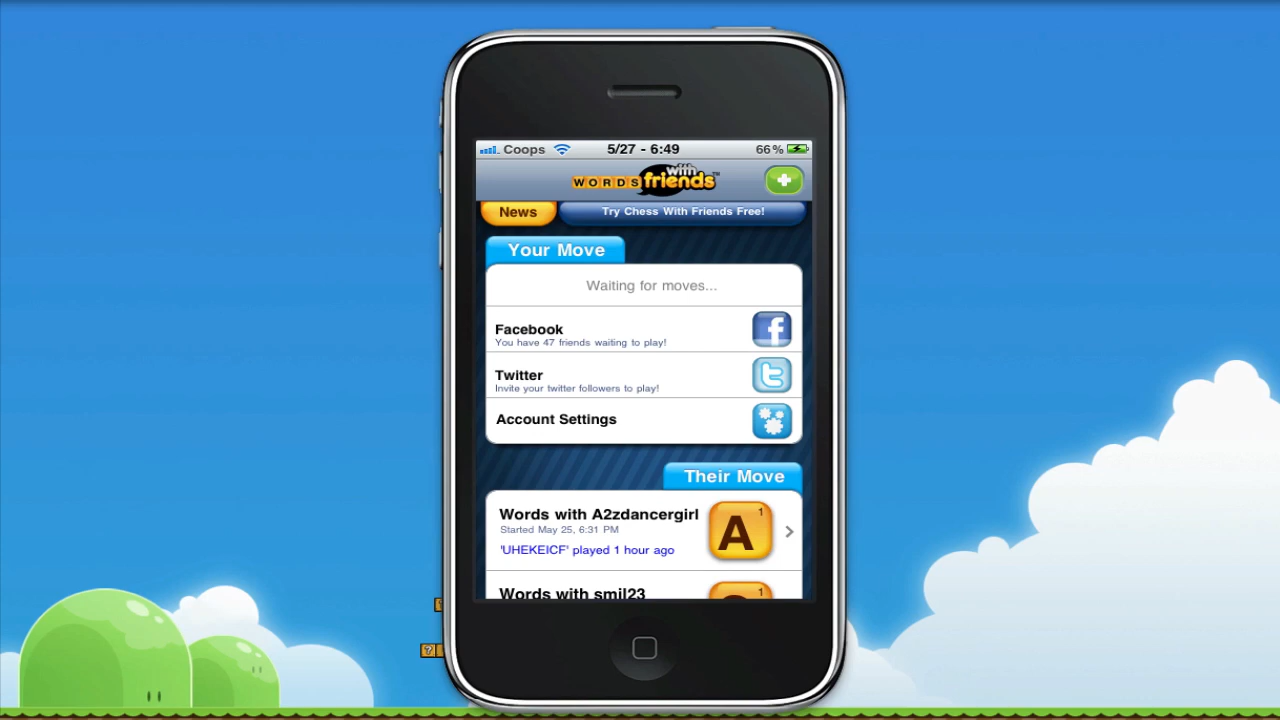 Coops 5/27 - 6:49 66%
WORDS with friends™
News Try Chess With Friends Free!
Your Move
Waiting for moves...
Facebook
You have 47 friends waiting to play!
Twitter
Invite your twitter followers to play!
Account Settings
Their Move
Words with A2zdancergirl
Started May 25, 6:31 PM
'UHEKEICF' played 1 hour ago
A 1
Words with smil23
1